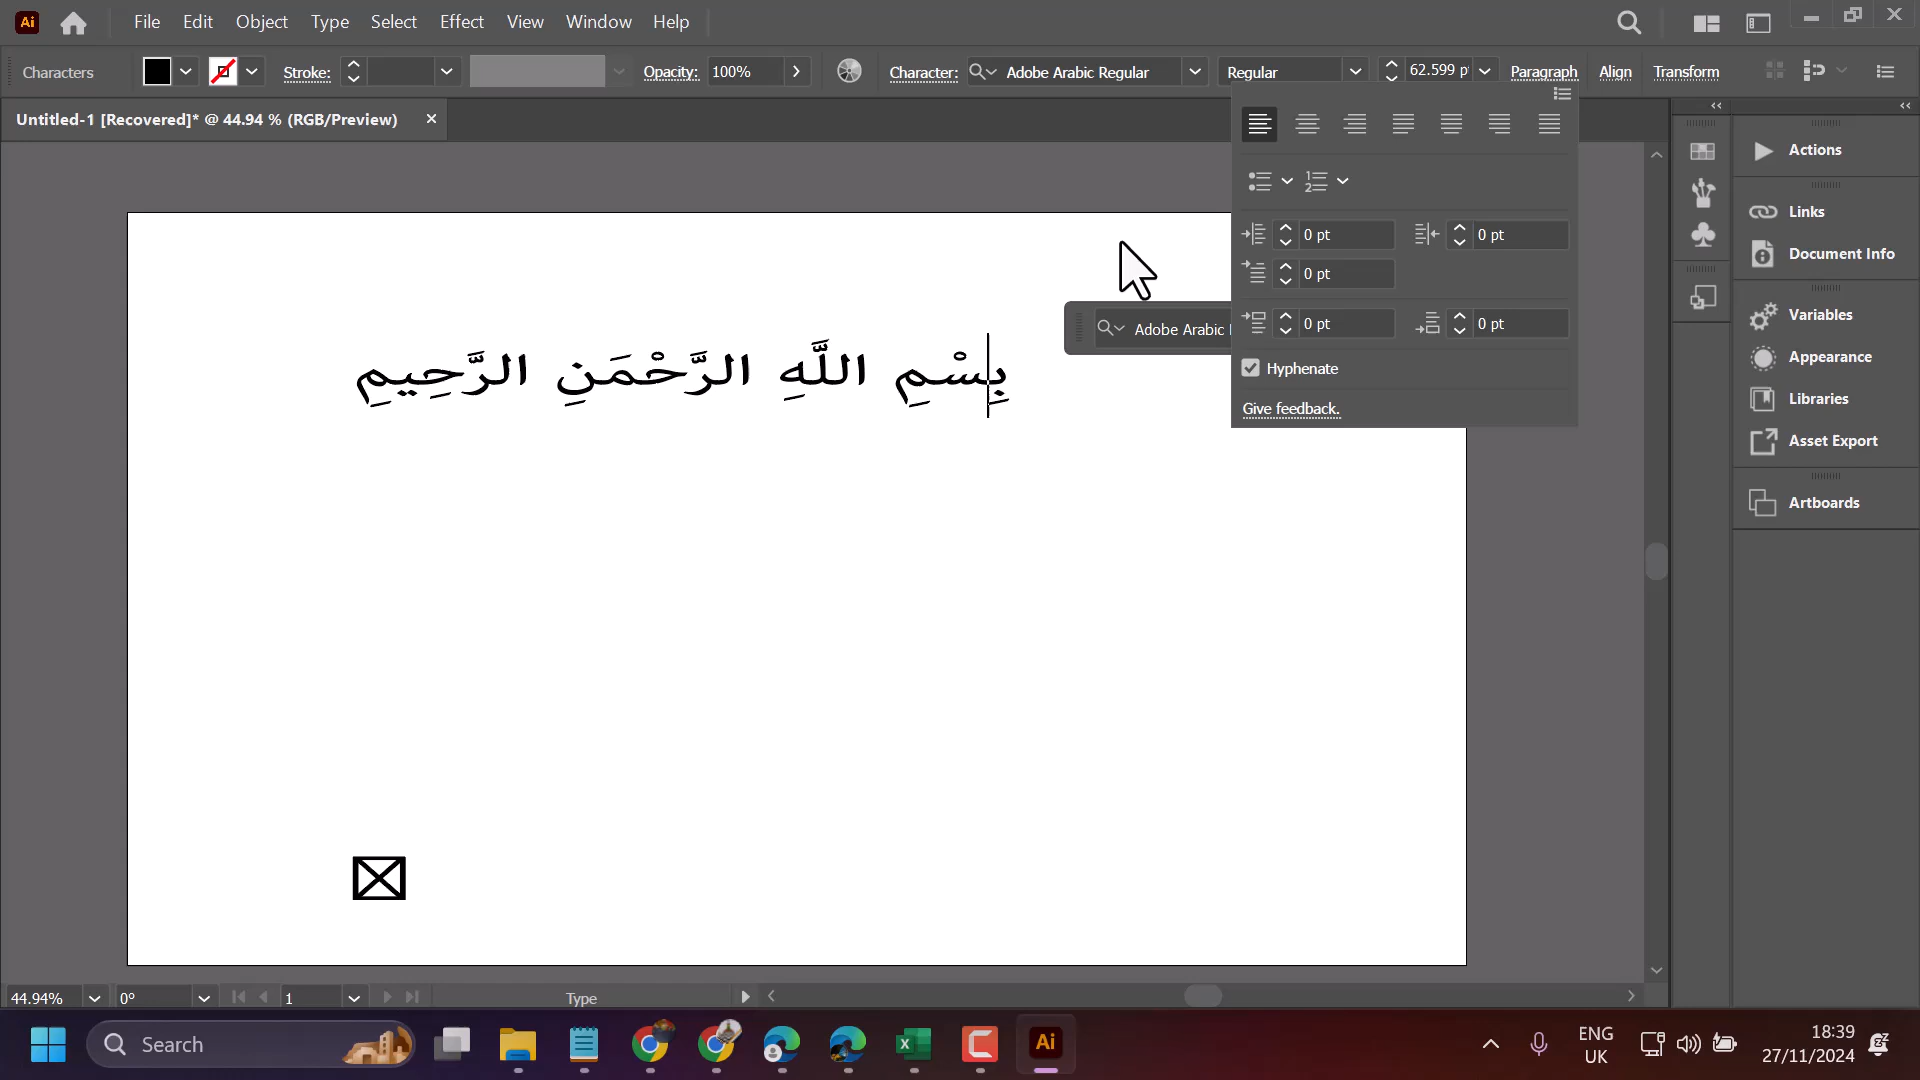 File Edit Object Type Select Effect View Window Help
Characters Stroke: Opacity: 100% Character: Adobe Arabic Regular Regular 62.599 p Paragraph Align Transform
Untitled-1 [Recovered]* @ 44.94 % (RGB/Preview)
0 pt 0 pt
0 pt
0 pt 0 pt
Hyphenate
Give feedback.
Adobe Arabic
بِسْمِ اللَّهِ الرَّحْمَنِ الرَّحِيمِ
Actions
Links
Document Info
Variables
Appearance
Libraries
Asset Export
Artboards
44.94% 0° 1 Type
Search
ENG
UK
18:39
27/11/2024